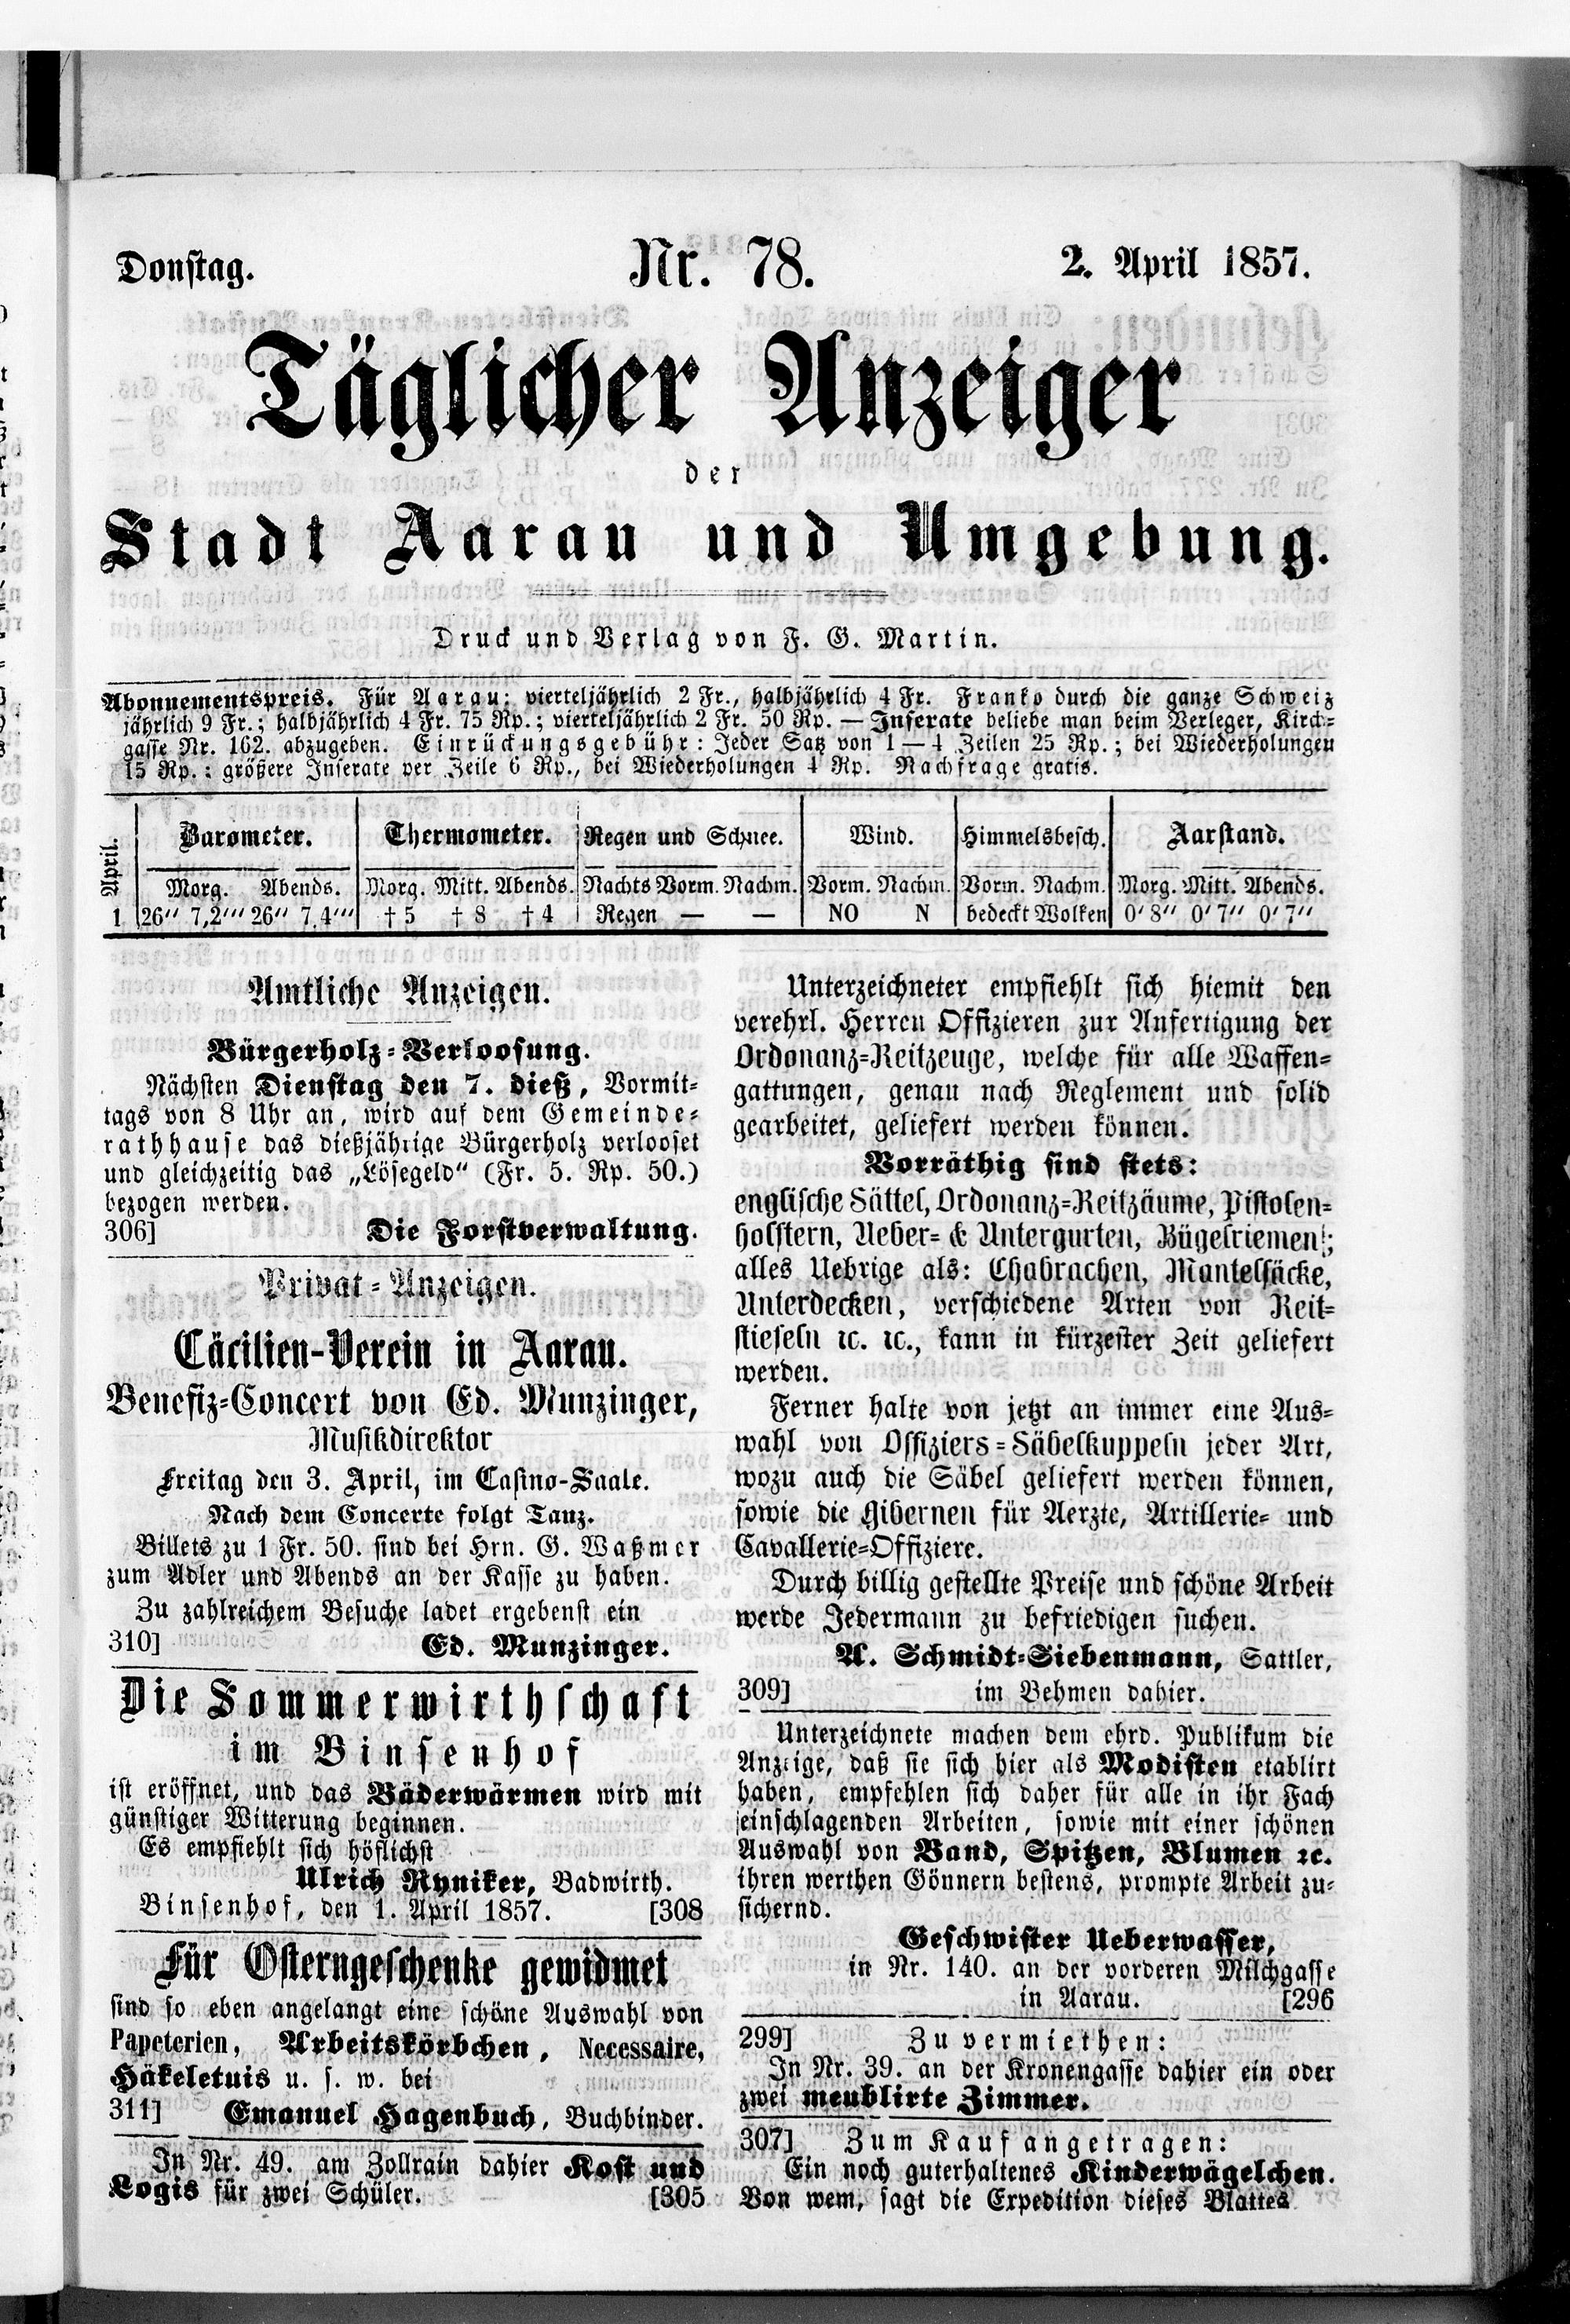 Donstag.
Nr. 78.
2. April 1857.
Täglicher Anzeiger
der
Stadt Aarau und Umgebung.
Druck und Verlag von F. G. Martin.
Abonnementspreis. Für Aarau: vierteljährlich 2 Fr., halbjährlich 4 Fr. Franko durch die ganze Schweiz
jährlich 9 Fr.; halbjährlich 4 Fr. 75 Rp.; vierteljährlich 2 Fr. 50 Rp. — Inserate beliebe man beim Verleger, Kirch-
gasse Nr. 162. abzugeben. Einrückungsgebühr: Jeder Satz von 1—4 Zeilen 25 Rp.; bei Wiederholungen
15 Rp.: größere Inserate per Zeile 6 Rp., bei Wiederholungen 4 Rp. Nachfrage gratis.
April. Barometer. Thermometer. Regen und Schnee. Wind. Himmelsbesch. Aarstand.
Morg. Abends. Morg. Mitt. Abends. Nachts Vorm. Nachm. Vorm. Nachm. Vorm. Nachm. Morg. Mitt. Abends.
1 26'' 7,2''' 26'' 7,4''' † 5 † 8 † 4 Regen — — NO N bedeckt Wolken 0' 8'' 0' 7'' 0' 7''
Amtliche Anzeigen.
Bürgerholz-Verloosung.
Nächsten Dienstag den 7. dieß, Vormit-
tags von 8 Uhr an, wird auf dem Gemeinde-
rathhause das dießjährige Bürgerholz verlooset
und gleichzeitig das „Lösegeld“ (Fr. 5. Rp. 50.)
bezogen werden.
306] Die Forstverwaltung.
Privat-Anzeigen.
Cäcilien-Verein in Aarau.
Benefiz-Concert von Ed. Munzinger,
Musikdirektor
Freitag den 3. April, im Casino-Saale.
Nach dem Concerte folgt Tanz.
Billets zu 1 Fr. 50. sind bei Hrn. G. Waßmer
zum Adler und Abends an der Kasse zu haben.
Zu zahlreichem Besuche ladet ergebenst ein
310] Ed. Munzinger.
Die Sommerwirthschaft
im Binsenhof
ist eröffnet, und das Bäderwärmen wird mit
günstiger Witterung beginnen.
Es empfiehlt sich höflichst
Ulrich Ryniker, Badwirth.
Binsenhof, den 1. April 1857. [308
Für Osterngeschenke gewidmet
sind so eben angelangt eine schöne Auswahl von
Papeterien, Arbeitskörbchen, Necessaire,
Häkeletuis u. s. w. bei
311] Emanuel Hagenbuch, Buchbinder.
In Nr. 49. am Zollrain dahier Kost und
Logis für zwei Schüler. [305
Unterzeichneter empfiehlt sich hiemit den
verehrl. Herren Offizieren zur Anfertigung der
Ordonanz-Reitzeuge, welche für alle Waffen-
gattungen, genau nach Reglement und solid
gearbeitet, geliefert werden können.
Vorräthig sind stets:
englische Sättel, Ordonanz-Reitzäume, Pistolen-
holstern, Ueber- & Untergurten, Bügelriemen;
alles Uebrige als: Chabrachen, Mantelsäcke,
Unterdecken, verschiedene Arten von Reit-
stiefeln ꝛc. ꝛc., kann in kürzester Zeit geliefert
werden.
Ferner halte von jetzt an immer eine Aus-
wahl von Offiziers-Säbelkuppeln jeder Art,
wozu auch die Säbel geliefert werden können,
sowie die Gibernen für Aerzte, Artillerie- und
Cavallerie-Offiziere.
Durch billig gestellte Preise und schöne Arbeit
werde Jedermann zu befriedigen suchen.
A. Schmidt-Siebenmann, Sattler,
309] im Behmen dahier.
Unterzeichnete machen dem ehrd. Publikum die
Anzeige, daß sie sich hier als Modisten etablirt
haben, empfehlen sich daher für alle in ihr Fach
einschlagenden Arbeiten, sowie mit einer schönen
Auswahl von Band, Spitzen, Blumen ꝛc.
ihren werthen Gönnern bestens, prompte Arbeit zu-
sichernd.
Geschwister Ueberwasser,
in Nr. 140. an der vorderen Milchgasse
in Aarau. [296
299] Zu vermiethen:
In Nr. 39. an der Kronengasse dahier ein oder
zwei meublirte Zimmer.
307] Zum Kauf angetragen:
Ein noch guterhaltenes Kinderwägelchen.
Von wem, sagt die Expedition dieses Blattes